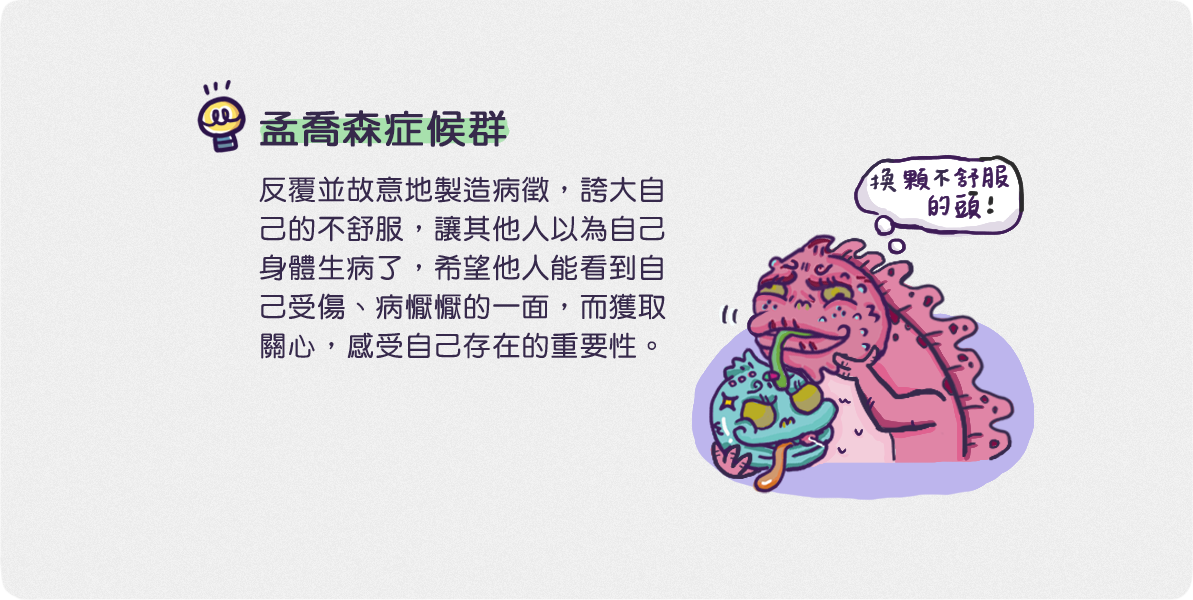 孟喬森症候群
反覆並故意地製造病徵，誇大自
己的不舒服，讓其他人以為自己
身體生病了，希望他人能看到自
己受傷、病懨懨的一面，而獲取
關心，感受自己存在的重要性。
換顆不舒服
的頭！